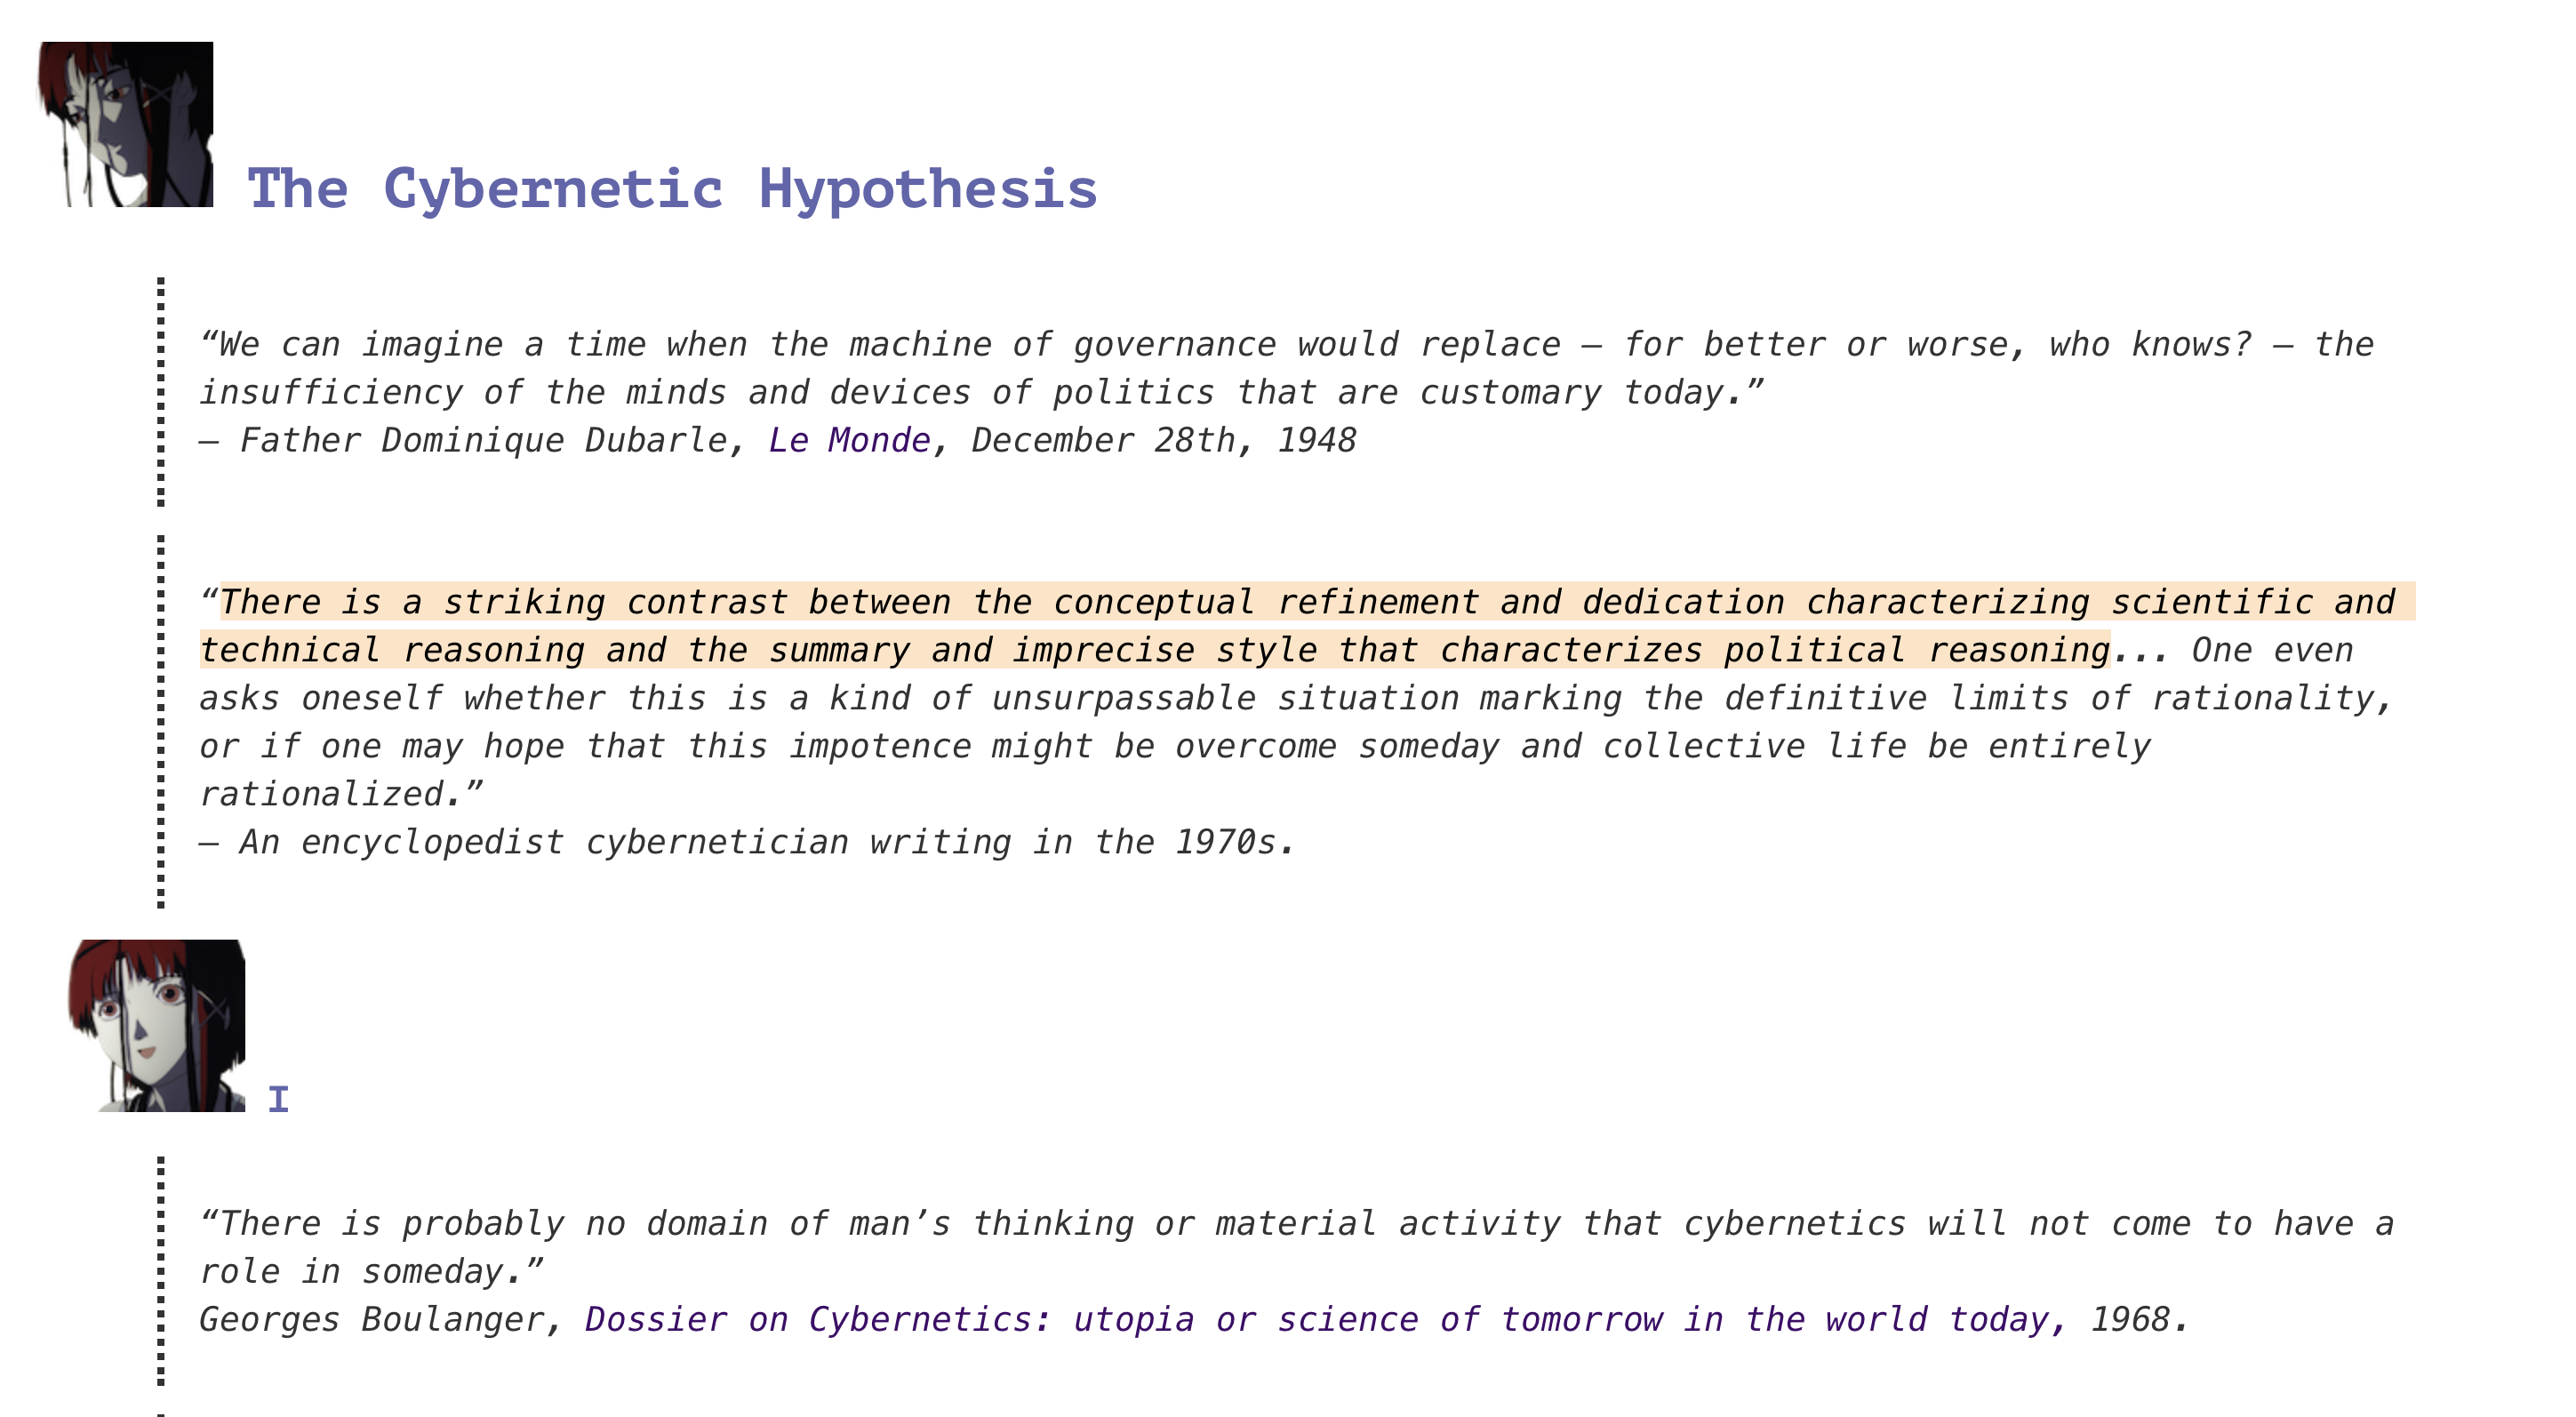 The Cybernetic Hypothesis
“We can imagine a time when the machine of governance would replace — for better or worse, who knows? — the
insufficiency of the minds and devices of politics that are customary today.”
— Father Dominique Dubarle, Le Monde, December 28th, 1948
“There is a striking contrast between the conceptual refinement and dedication characterizing scientific and
technical reasoning and the summary and imprecise style that characterizes political reasoning... One even
asks oneself whether this is a kind of unsurpassable situation marking the definitive limits of rationality,
or if one may hope that this impotence might be overcome someday and collective life be entirely
rationalized.”
— An encyclopedist cybernetician writing in the 1970s.
I
“There is probably no domain of man’s thinking or material activity that cybernetics will not come to have a
role in someday.”
Georges Boulanger, Dossier on Cybernetics: utopia or science of tomorrow in the world today, 1968.